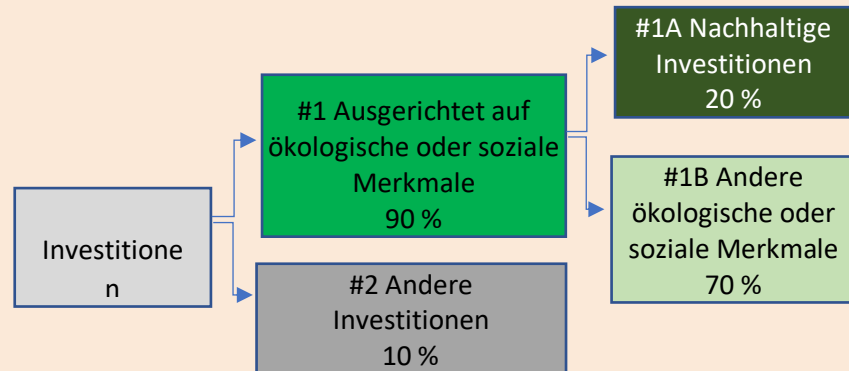 Investitione
n
#1 Ausgerichtet auf
ökologische oder soziale
Merkmale
90 %
#2 Andere
Investitionen
10 %
#1A Nachhaltige
Investitionen
20 %
#1B Andere
ökologische oder
soziale Merkmale
70 %